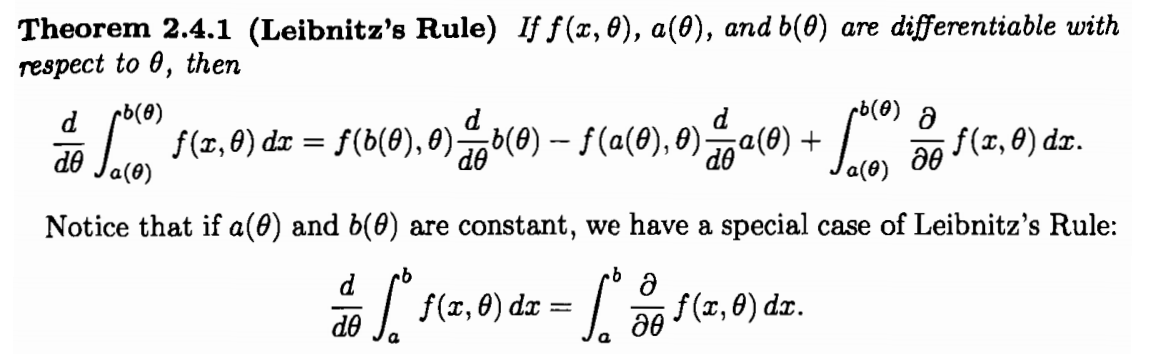 Theorem 2.4.1 (Leibnitz's Rule) If f(x, θ), a(θ), and b(θ) are differentiable with
respect to θ, then
d/dθ ∫_{a(θ)}^{b(θ)} f(x, θ) dx = f(b(θ), θ) d/dθ b(θ) − f(a(θ), θ) d/dθ a(θ) + ∫_{a(θ)}^{b(θ)} ∂/∂θ f(x, θ) dx.
Notice that if a(θ) and b(θ) are constant, we have a special case of Leibnitz's Rule:
d/dθ ∫_a^b f(x, θ) dx = ∫_a^b ∂/∂θ f(x, θ) dx.